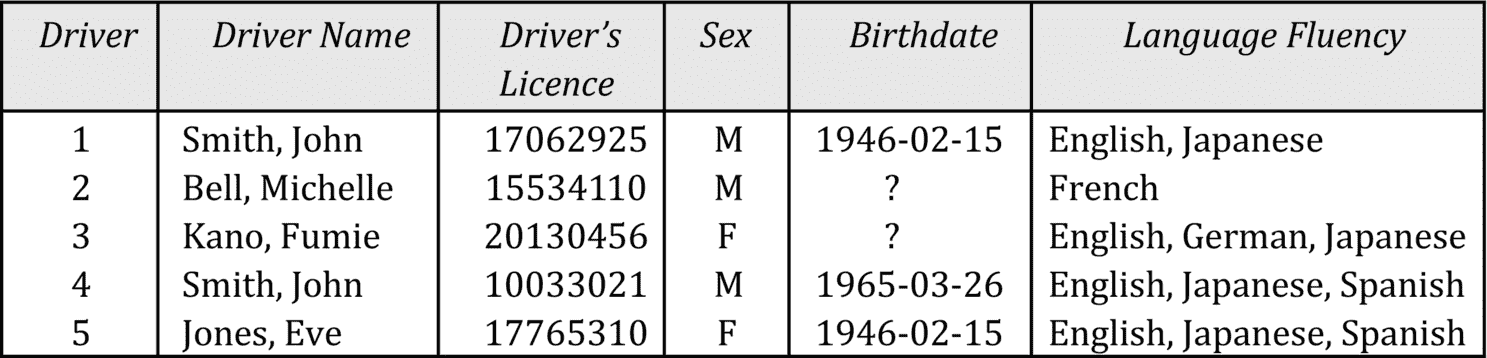 Driver Driver Name Driver’s Licence Sex Birthdate Language Fluency
1 Smith, John 17062925 M 1946-02-15 English, Japanese
2 Bell, Michelle 15534110 M ? French
3 Kano, Fumie 20130456 F ? English, German, Japanese
4 Smith, John 10033021 M 1965-03-26 English, Japanese, Spanish
5 Jones, Eve 17765310 F 1946-02-15 English, Japanese, Spanish